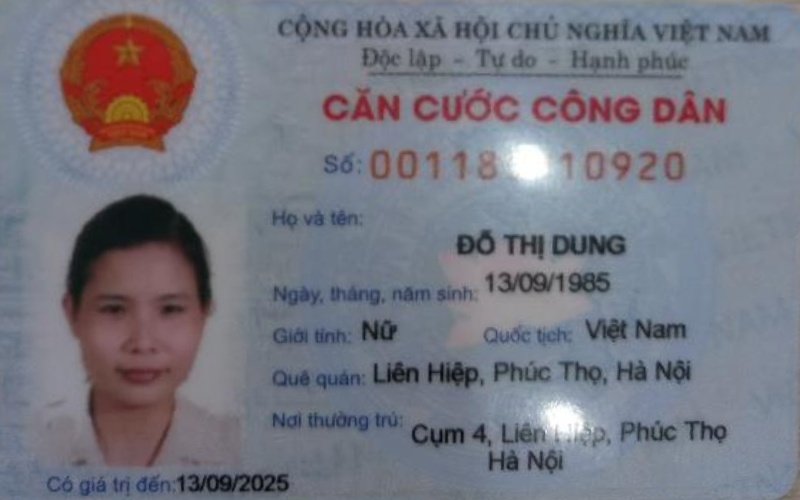 CỘNG HÒA XÃ HỘI CHỦ NGHĨA VIỆT NAM
Độc lập - Tự do - Hạnh phúc
CĂN CƯỚC CÔNG DÂN
Số: 00118 10920
Họ và tên:
ĐỖ THỊ DUNG
Ngày, tháng, năm sinh: 13/09/1985
Giới tính: Nữ Quốc tịch: Việt Nam
Quê quán: Liên Hiệp, Phúc Thọ, Hà Nội
Nơi thường trú: Cụm 4, Liên Hiệp, Phúc Thọ
Hà Nội
Có giá trị đến: 13/09/2025